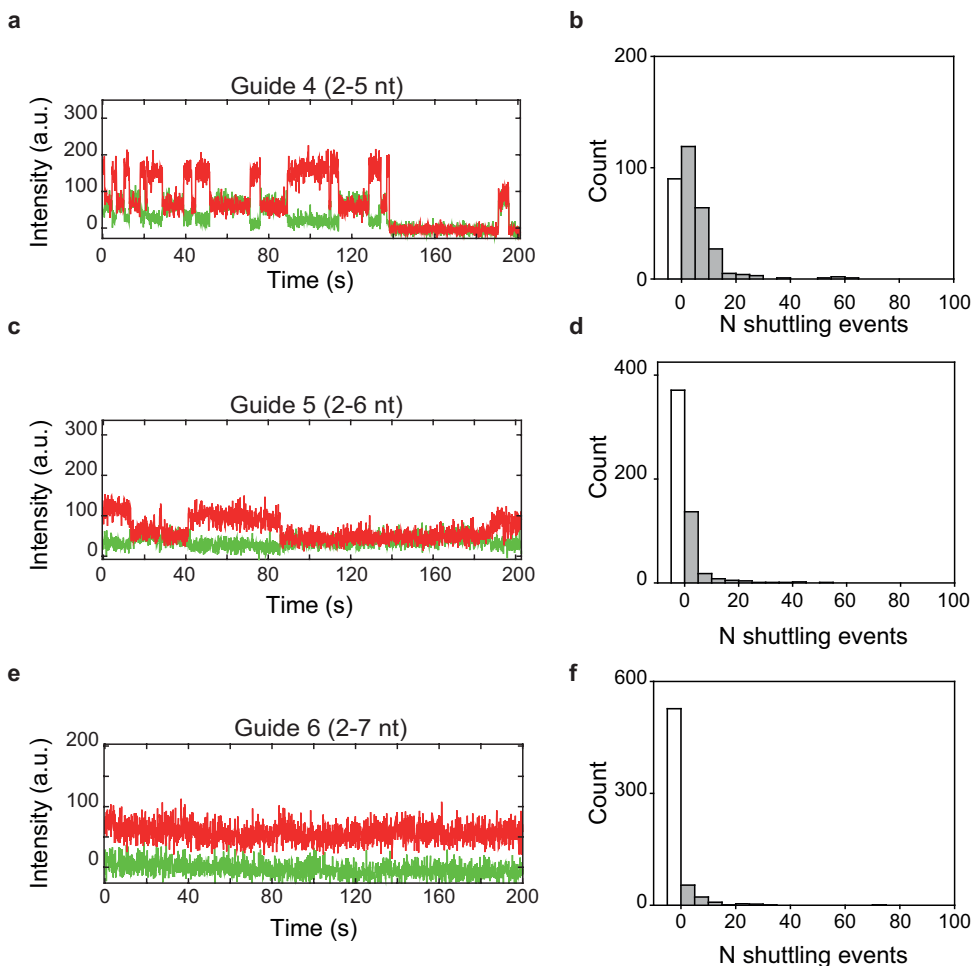 a
Guide 4 (2-5 nt)
Intensity (a.u.)
300
200
100
0
0 40 80 120 160 200
Time (s)
b
Count
200
100
0
0 20 40 60 80 100
N shuttling events
c
Guide 5 (2-6 nt)
Intensity (a.u.)
300
200
100
0
0 40 80 120 160 200
Time (s)
d
Count
400
200
0
0 20 40 60 80 100
N shuttling events
e
Guide 6 (2-7 nt)
Intensity (a.u.)
200
100
0
0 40 80 120 160 200
Time (s)
f
Count
600
300
0
0 20 40 60 80 100
N shuttling events